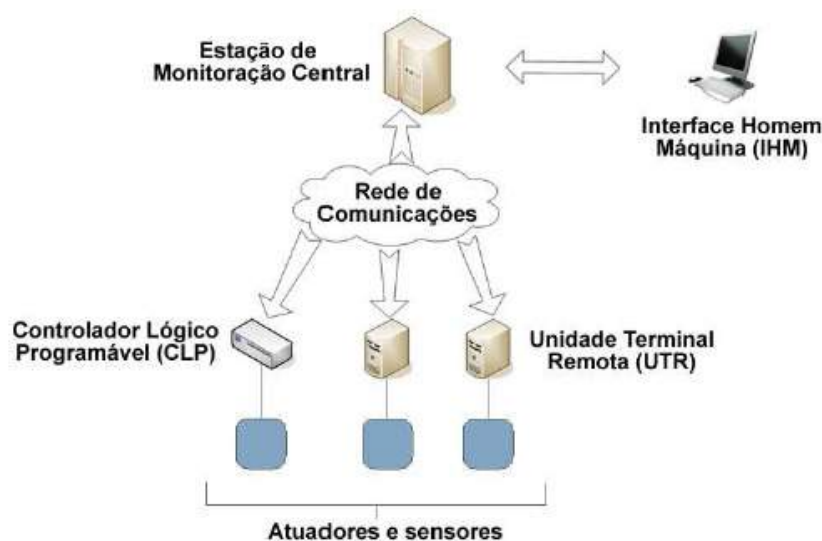 Estação de
Monitoração Central
Interface Homem
Máquina (IHM)
Rede de
Comunicações
Controlador Lógico
Programável (CLP)
Unidade Terminal
Remota (UTR)
Atuadores e sensores